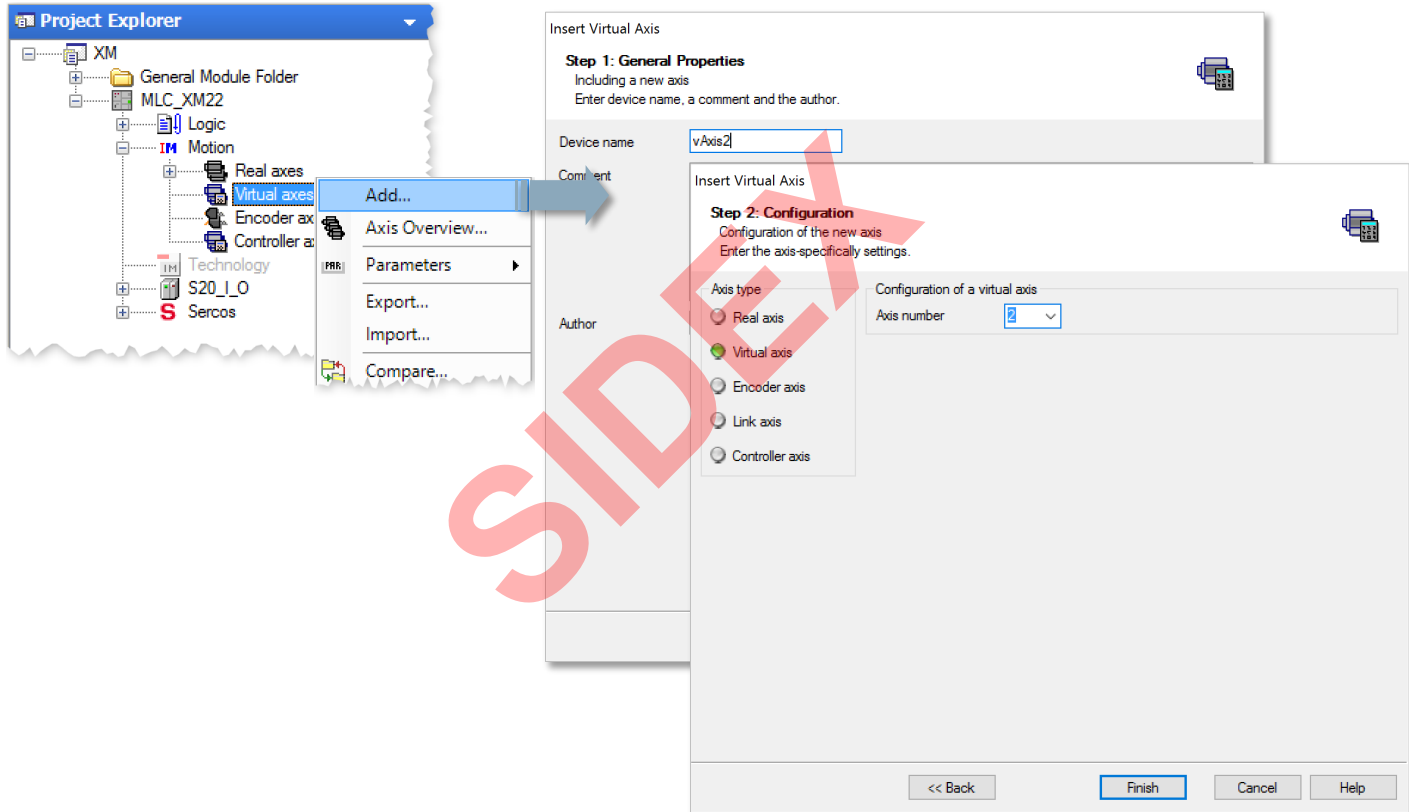 Project Explorer
XM
General Module Folder
MLC_XM22
Logic
IM Motion
Real axes
Virtual axes
Encoder ax
Controller a
IM Technology
S20_I_O
S Sercos
Add...
Axis Overview...
PAR Parameters
Export...
Import...
Compare...
Insert Virtual Axis
Step 1: General Properties
Including a new axis
Enter device name, a comment and the author.
Device name vAxis2
Comment
Author
Insert Virtual Axis
Step 2: Configuration
Configuration of the new axis
Enter the axis-specifically settings.
Axis type
Real axis
Virtual axis
Encoder axis
Link axis
Controller axis
Configuration of a virtual axis
Axis number 2
<< Back Finish Cancel Help
SIDEX